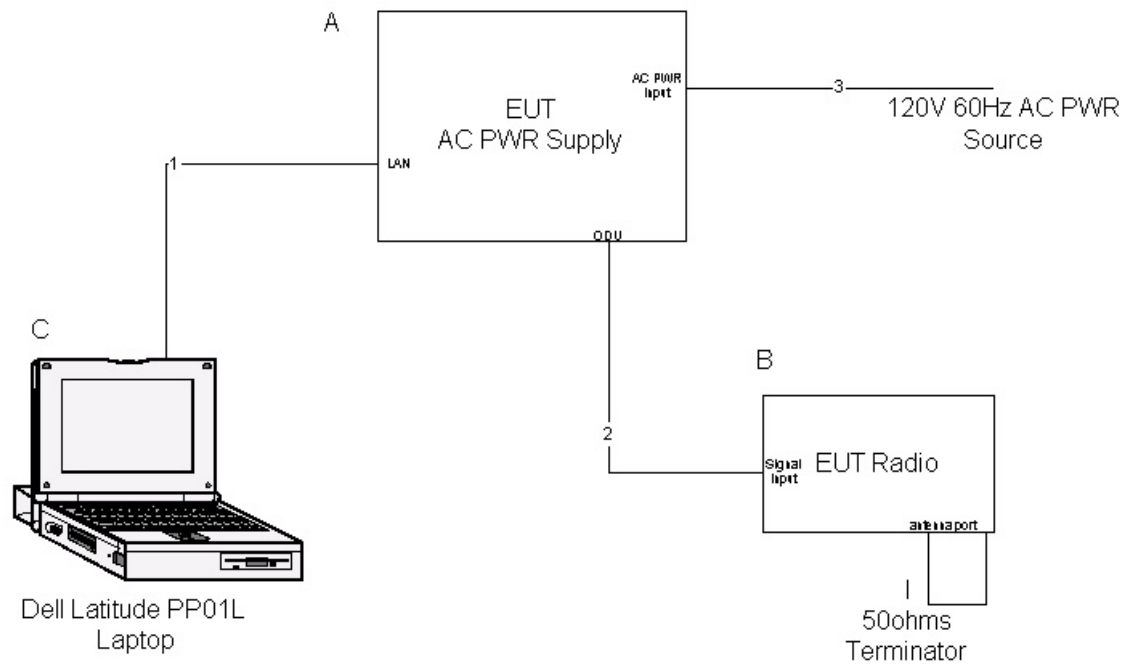 A
AC PWR
Input
EUT
AC PWR Supply
LAN
ODU
3
120V 60Hz AC PWR
Source
1
C
2
B
Signal
Input
EUT Radio
antenna port
I
50ohms
Terminator
Dell Latitude PP01L
Laptop